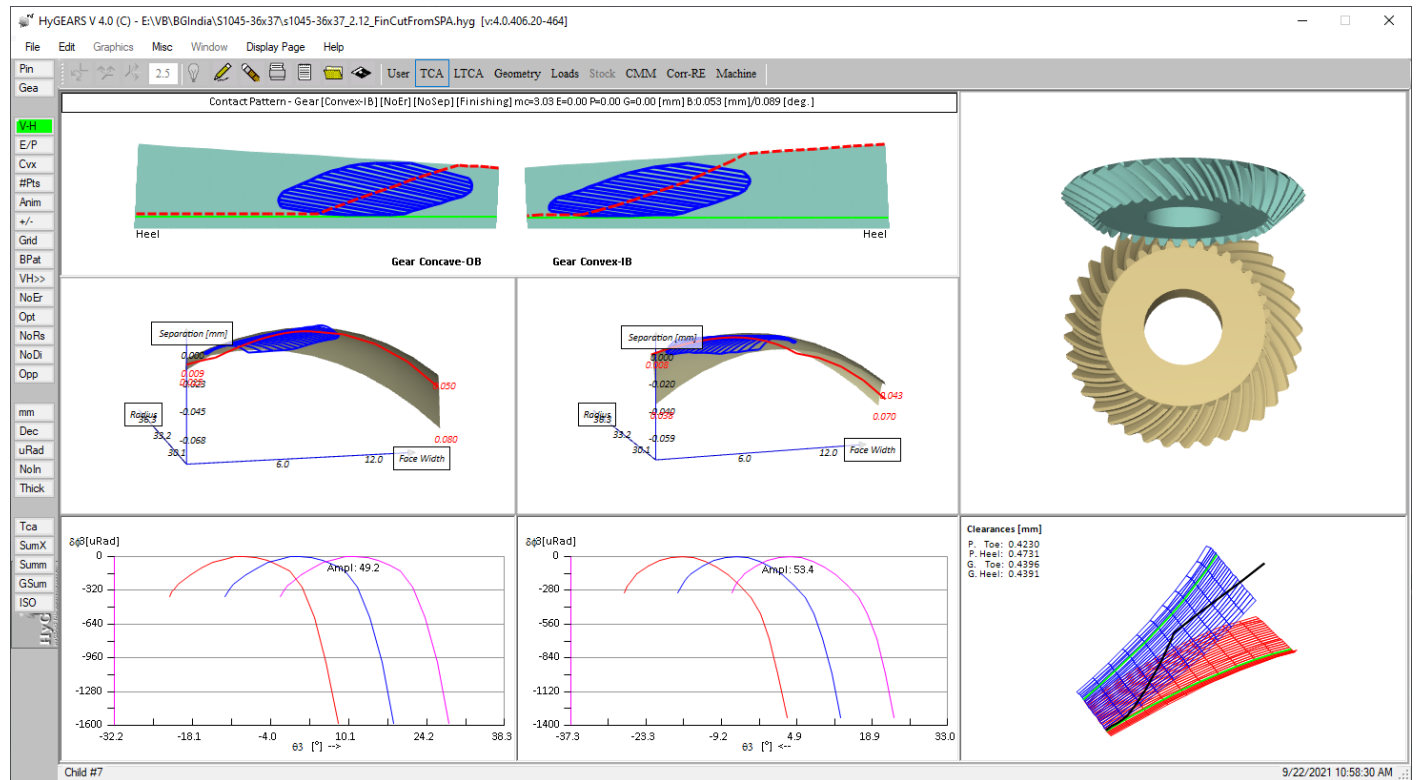 HyGEARS V 4.0 (C) - E:\VB\BGIndia\S1045-36x37\s1045-36x37_2.12_FinCutFromSPA.hyg [v:4.0.406.20-464]
File Edit Graphics Misc Window Display Page Help
2.5 User TCA LTCA Geometry Loads Stock CMM Corr-RE Machine
Pin
Gea
V-H
E/P
Cvx
#Pts
Anim
+/-
Grid
BPat
VH>>
NoEr
Opt
NoRs
NoDi
Opp
mm
Dec
uRad
NoIn
Thick
Tca
SumX
Summ
GSum
ISO
HyG
Contact Pattern - Gear [Convex-IB] [NoEr] [NoSep] [Finishing] mc=3.03 E=0.00 P=0.00 G=0.00 [mm] B:0.053 [mm]/0.089 [deg.]
Heel
Heel
Gear Concave-OB Gear Convex-IB
Separation [mm]
0.000
0.009
-0.023
-0.045
-0.068
Radius
36.3
33.2
30.1
6.0
12.0
Face Width
0.050
0.080
Separation [mm]
0.000
0.008
-0.020
-0.040
-0.059
Radius
36.3
33.2
30.1
6.0
12.0
Face Width
0.043
0.070
δϕ3[uRad]
Ampl: 49.2
0
-320
-640
-960
-1280
-1600
-32.2 -18.1 -4.0 10.1 24.2 38.3
θ3 [°] -->
δϕ3[uRad]
Ampl: 53.4
0
-280
-560
-840
-1120
-1400
-37.3 -23.3 -9.2 4.9 18.9 33.0
θ3 [°] <--
Clearances [mm]
P. Toe: 0.4230
P. Heel: 0.4731
G. Toe: 0.4396
G. Heel: 0.4391
Child #7 9/22/2021 10:58:30 AM